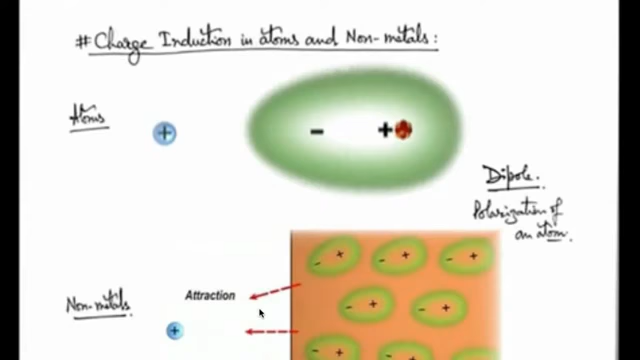 # Charge Induction in atoms and Non-metals:
Atoms
+
- +
Dipole.
Polarization of
an atom.
- + - + - +
Attraction
- + - +
Non-metals
+
- + - + - +